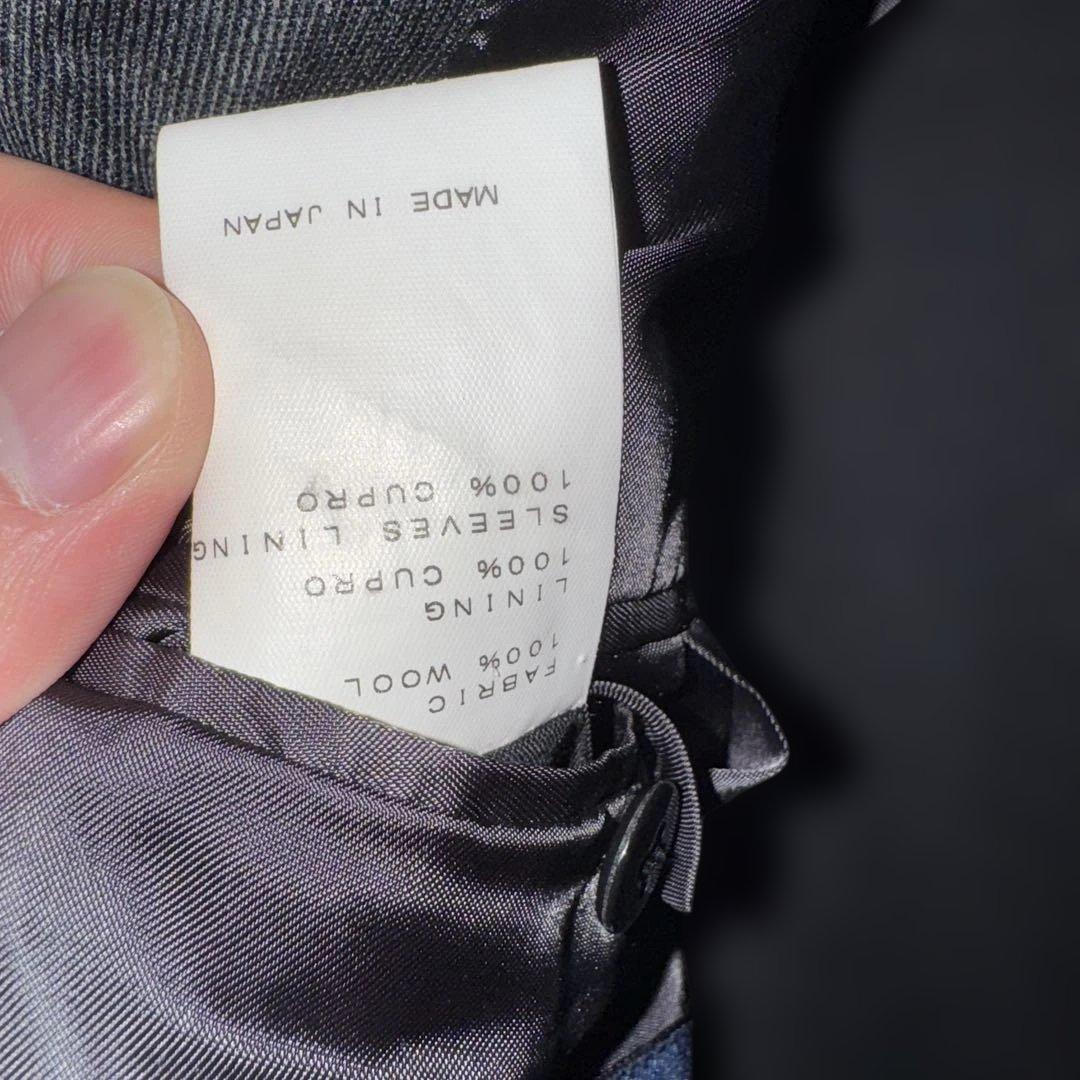 FABRIC
100% WOOL
LINING
100% CUPRO
SLEEVES LINING
100% CUPRO
MADE IN JAPAN